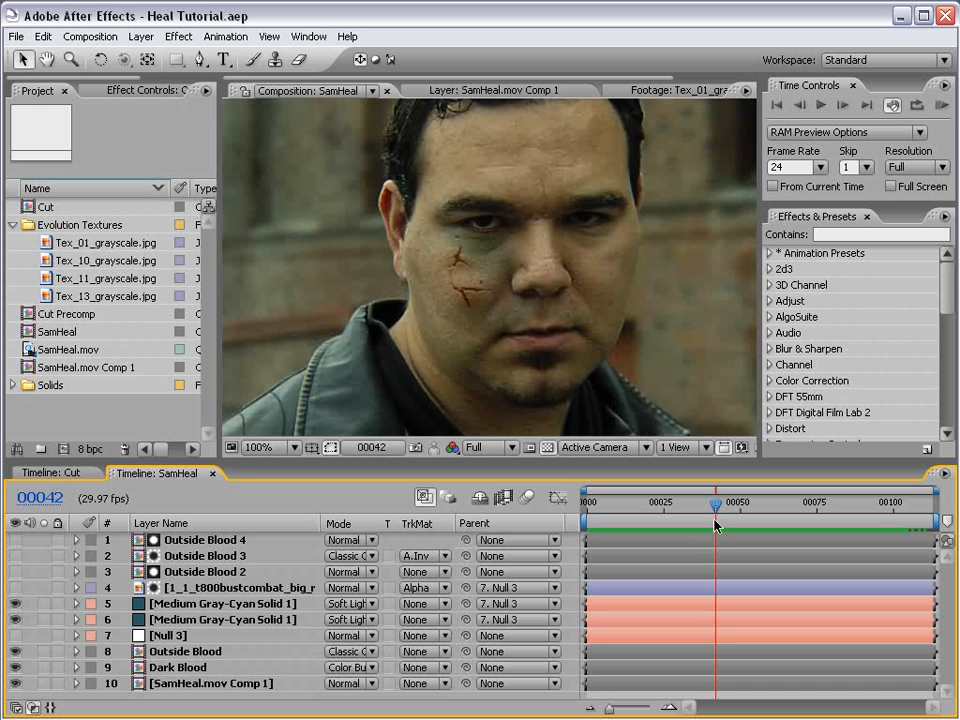 Adobe After Effects - Heal Tutorial.aep
File Edit Composition Layer Effect Animation View Window Help
Workspace: Standard
Project × Effect Controls: C
Composition: SamHeal × Layer: SamHeal.mov Comp 1 Footage: Tex_01_gra
Time Controls ×
RAM Preview Options
Frame Rate Skip Resolution
24 1 Full
From Current Time Full Screen
Name Type
Cut
Evolution Textures
Tex_01_grayscale.jpg J
Tex_10_grayscale.jpg J
Tex_11_grayscale.jpg J
Tex_13_grayscale.jpg J
Cut Precomp C
SamHeal C
SamHeal.mov Q
SamHeal.mov Comp 1 C
Solids F
8 bpc
Effects & Presets ×
Contains:
* Animation Presets
2d3
3D Channel
Adjust
AlgoSuite
Audio
Blur & Sharpen
Channel
Color Correction
DFT 55mm
DFT Digital Film Lab 2
Distort
100% 00042 Full Active Camera 1 View
Timeline: Cut Timeline: SamHeal ×
00042 (29.97 fps)
0000 00025 00050 00075 00100
# Layer Name Mode T TrkMat Parent
1 Outside Blood 4 Normal None
2 Outside Blood 3 Classic C A.Inv None
3 Outside Blood 2 Normal None None
4 [1_1_t800bustcombat_big_r Normal Alpha 7. Null 3
5 [Medium Gray-Cyan Solid 1] Soft Ligh None 7. Null 3
6 [Medium Gray-Cyan Solid 1] Soft Ligh None 7. Null 3
7 [Null 3] Normal None None
8 Outside Blood Classic C None None
9 Dark Blood Color Bu None None
10 [SamHeal.mov Comp 1] Normal None None